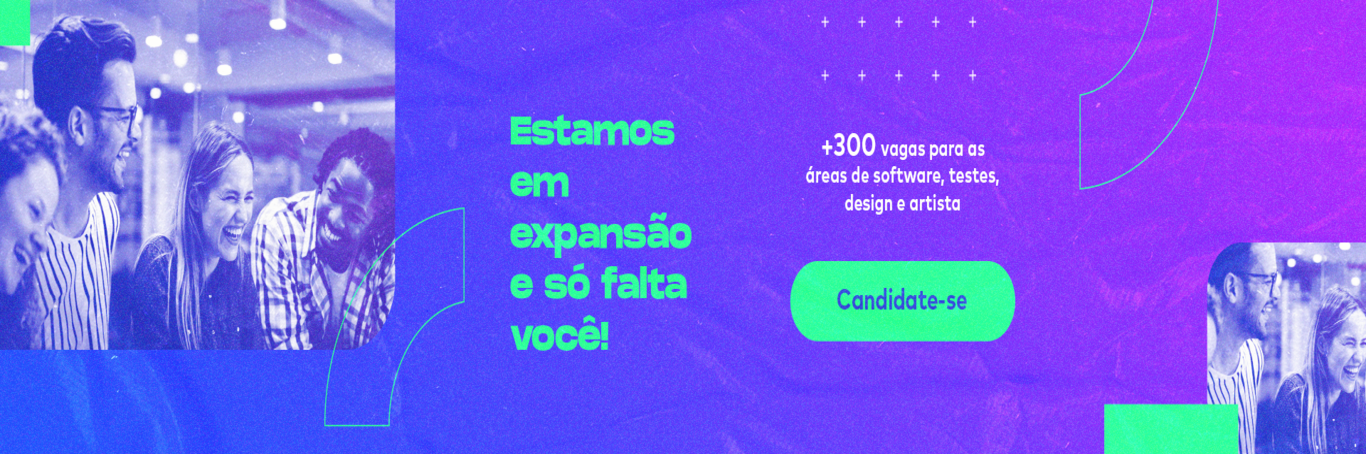 Estamos
em
expansão
e só falta
você!
+300 vagas para as
áreas de software, testes,
design e artista
Candidate-se